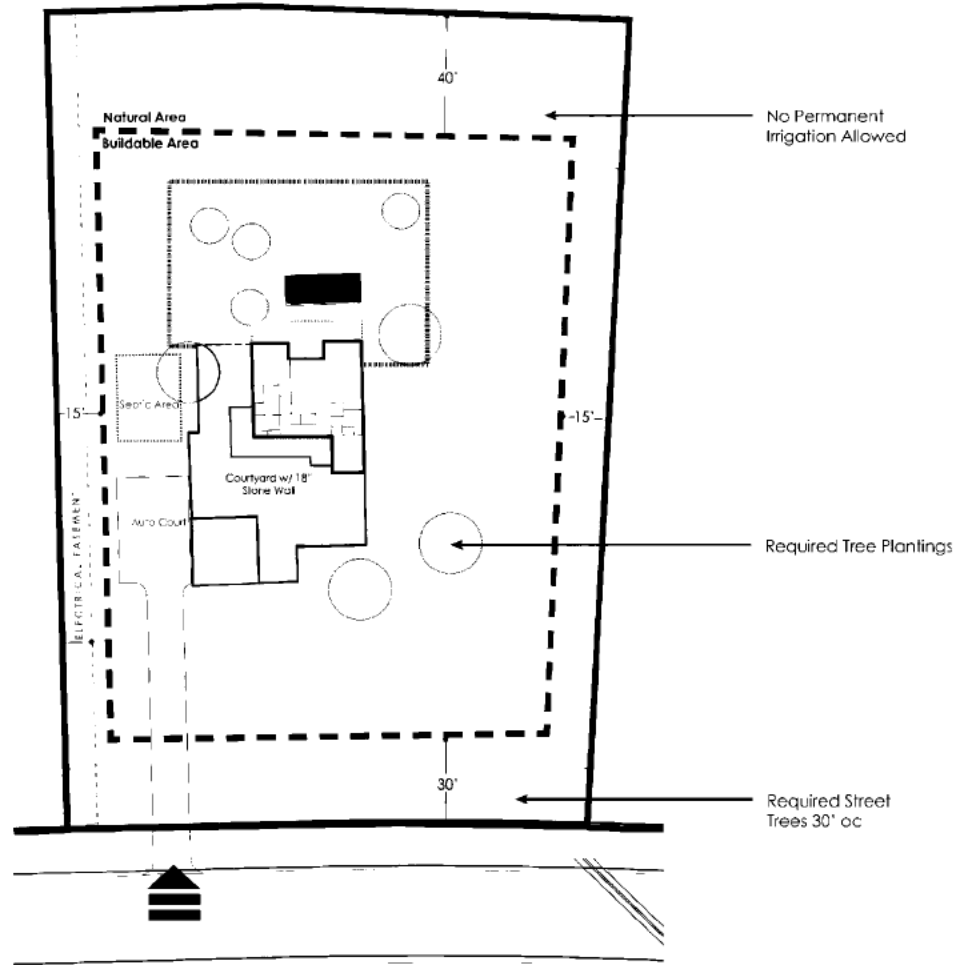 40'
Natural Area
Buildable Area
No Permanent
Irrigation Allowed
Septic Area
15'
15'
Courtyard w/ 18"
Stone Wall
Auto Court
ELECTRICAL EASEMENT
Required Tree Plantings
30'
Required Street
Trees 30' oc